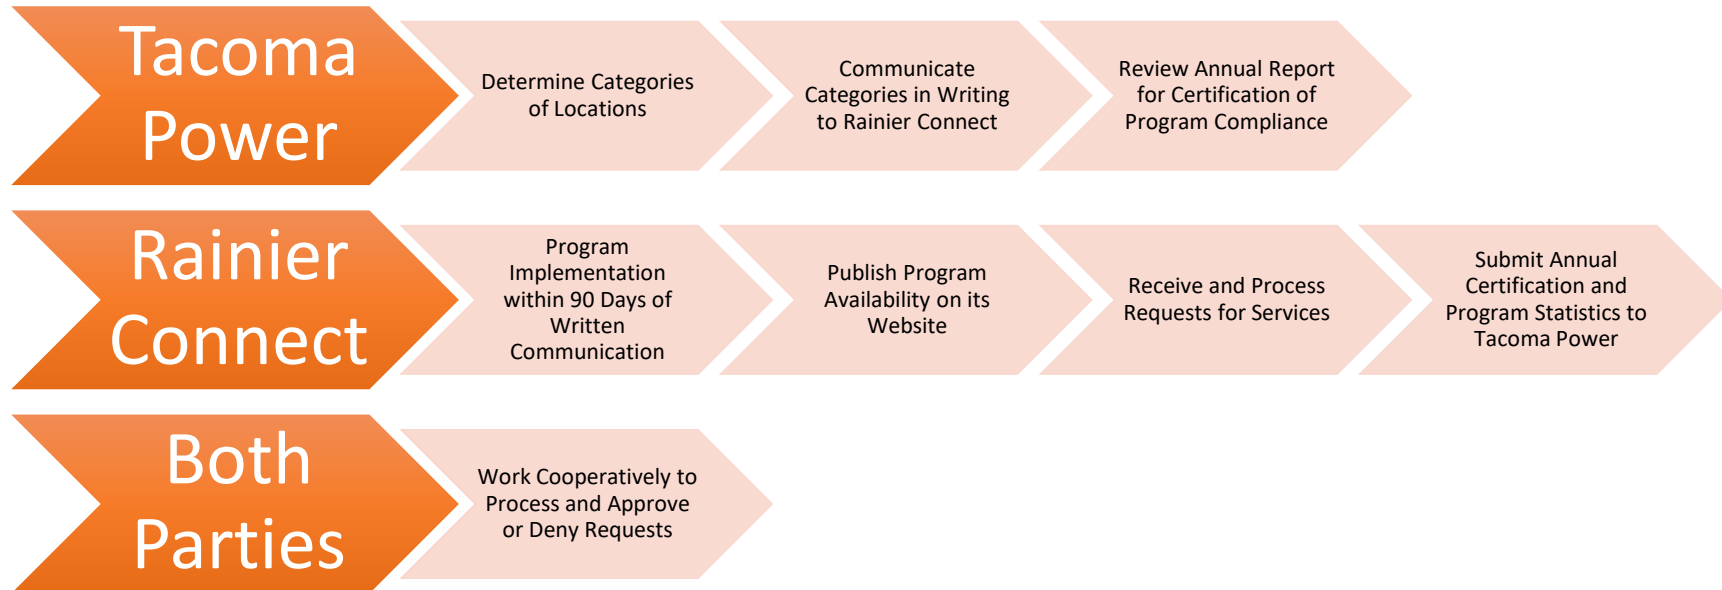 Tacoma
Power
Determine Categories
of Locations
Communicate
Categories in Writing
to Rainier Connect
Review Annual Report
for Certification of
Program Compliance
Rainier
Connect
Program
Implementation
within 90 Days of
Written
Communication
Publish Program
Availability on its
Website
Receive and Process
Requests for Services
Submit Annual
Certification and
Program Statistics to
Tacoma Power
Both
Parties
Work Cooperatively to
Process and Approve
or Deny Requests